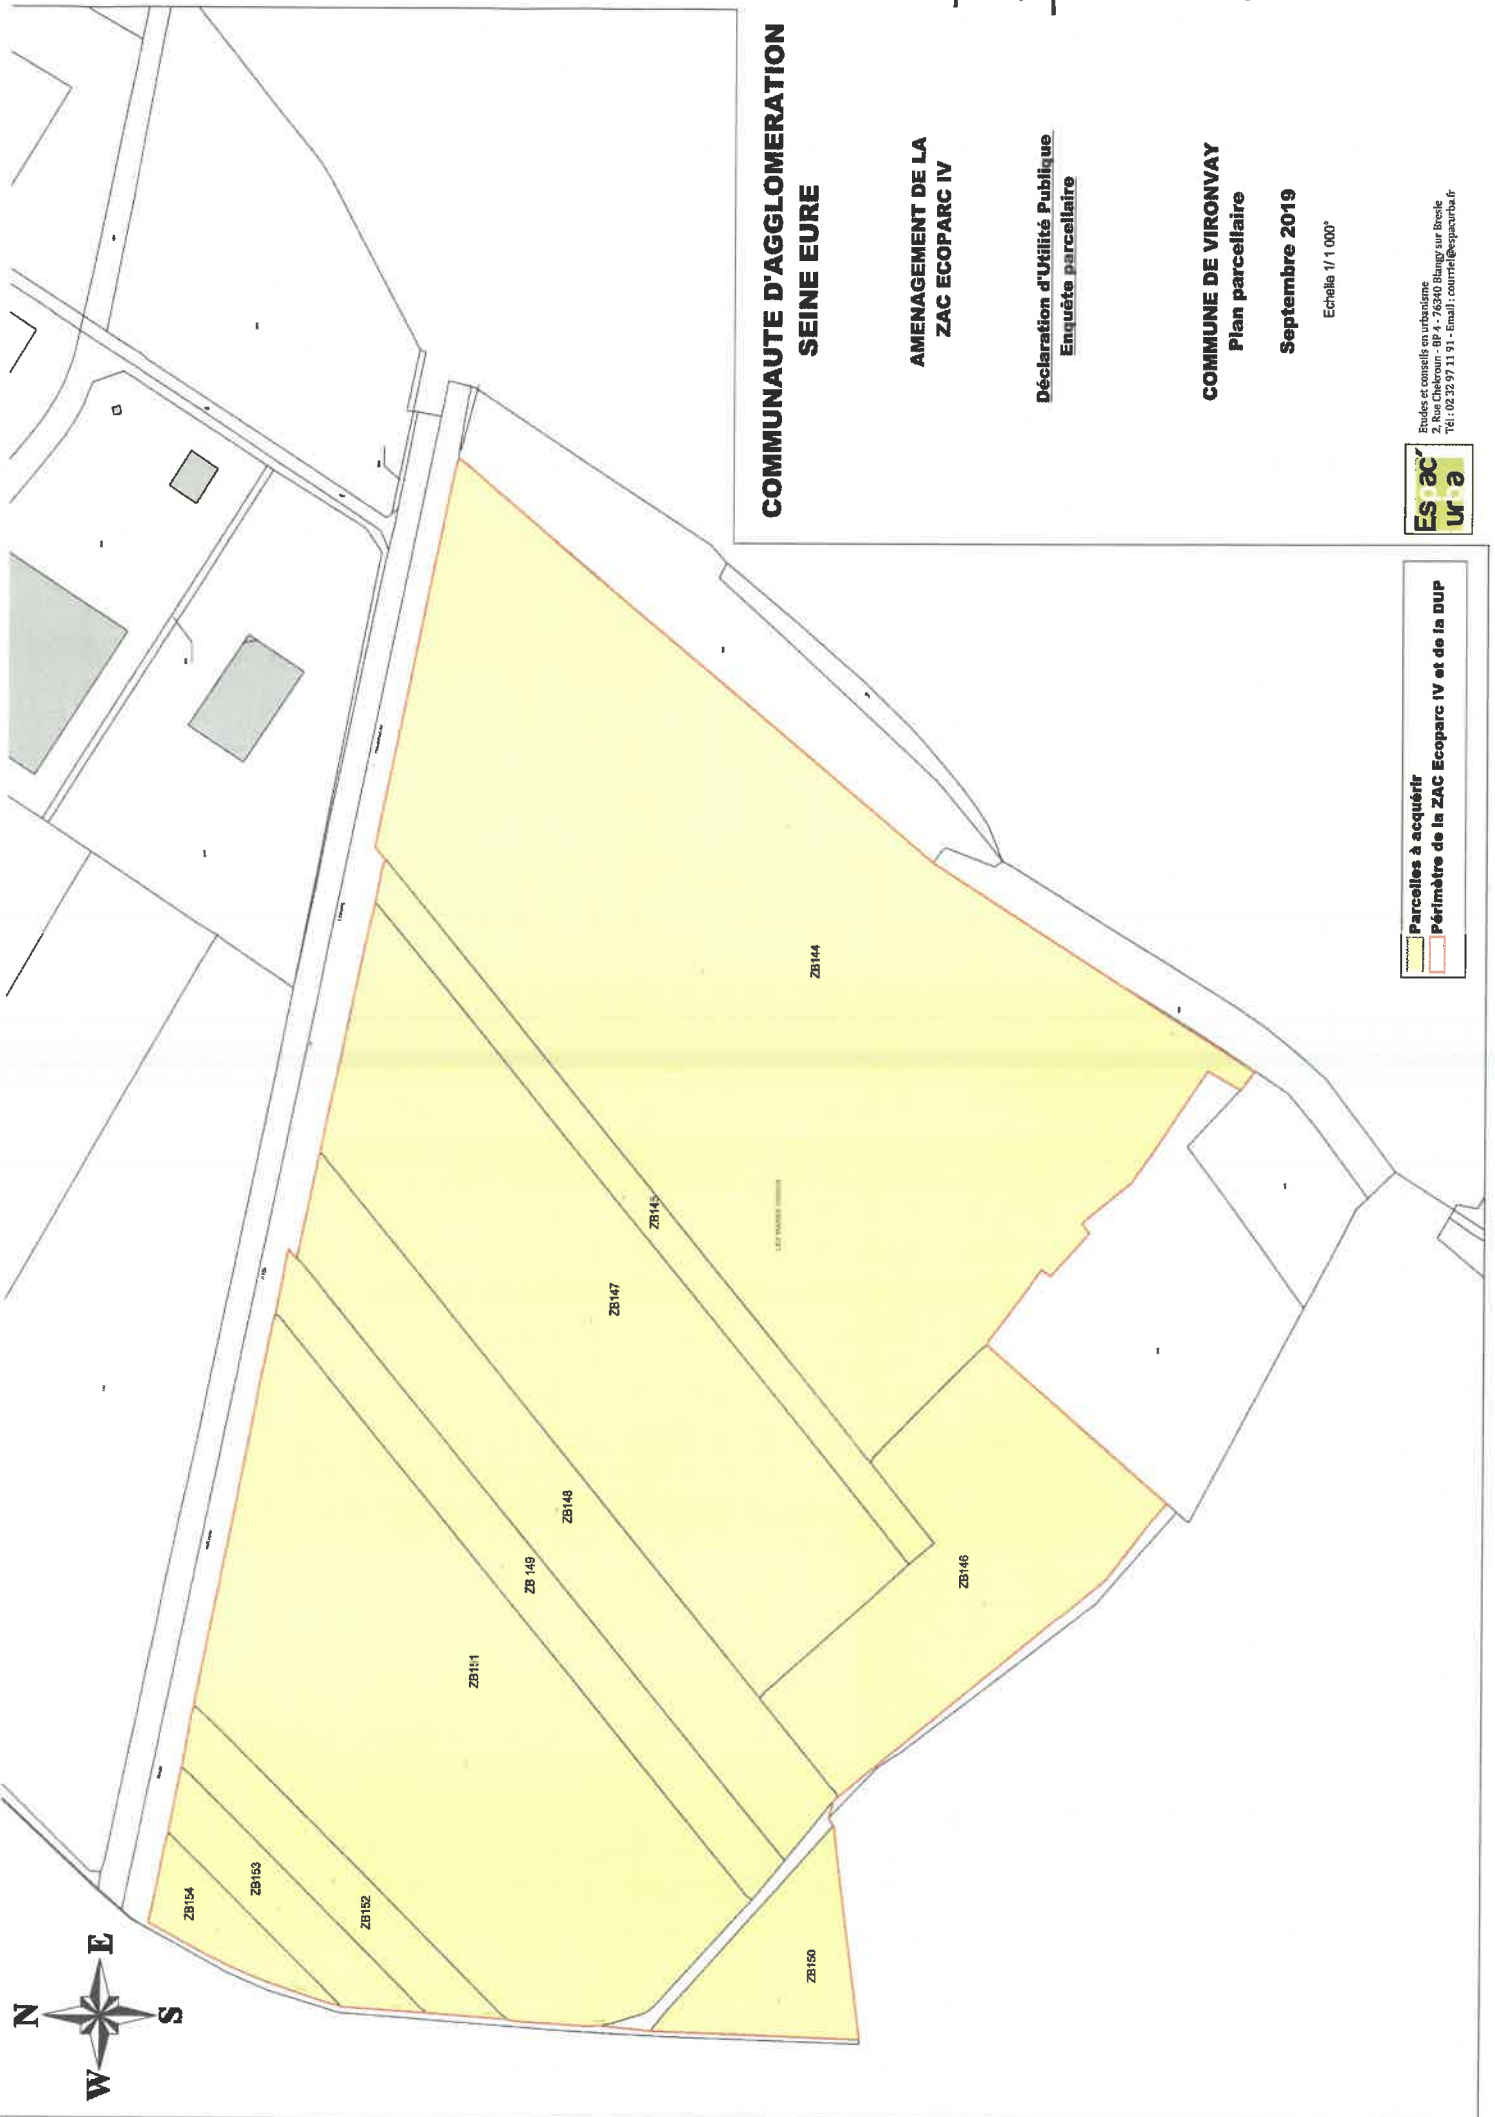 COMMUNAUTE D'AGGLOMERATION
SEINE EURE
AMENAGEMENT DE LA
ZAC ECOPARC IV
Déclaration d'Utilité Publique
Enquête parcellaire
COMMUNE DE VIRONVAY
Plan parcellaire
Septembre 2019
Echelle 1/1 000°
Espac'
urba
Etudes et conseils en urbanisme
2, Rue Chekroun - BP 4 - 76340 Blangy sur Bresle
Tél : 02 32 97 11 91 - Email : courriel@espacurba.fr
Parcelles à acquérir
Périmètre de la ZAC Ecoparc IV et de la DUP
N
W
E
S
ZB154
ZB153
ZB152
ZB151
ZB 149
ZB148
ZB147
ZB145
ZB144
ZB146
ZB150